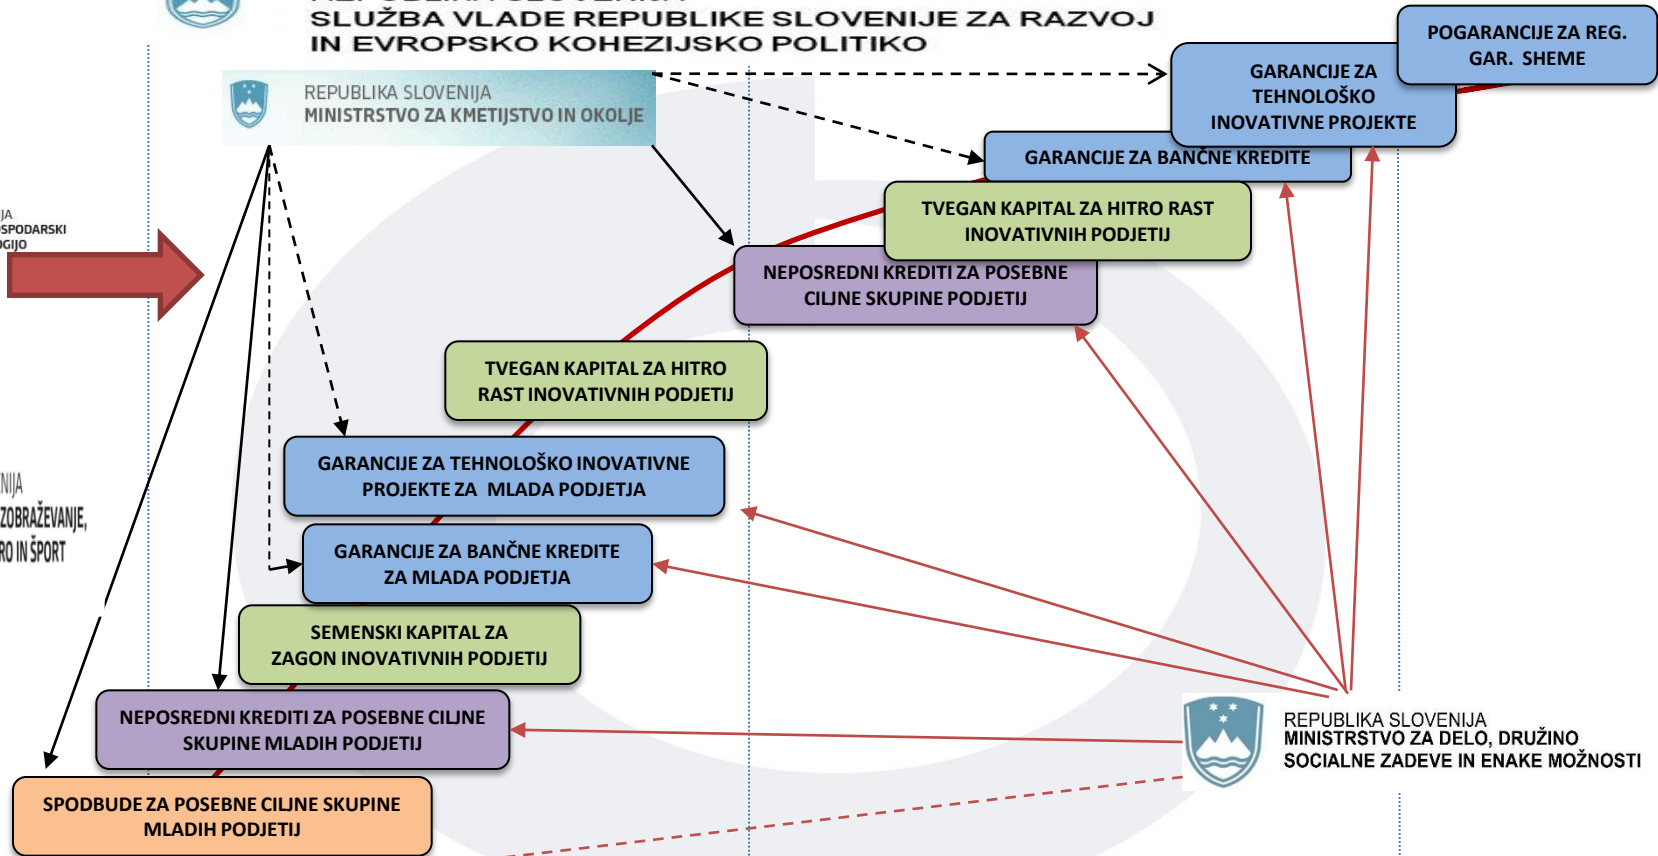 SLUŽBA VLADE REPUBLIKE SLOVENIJE ZA RAZVOJ
IN EVROPSKO KOHEZIJSKO POLITIKO
POGARANCIJE ZA REG.
GAR. SHEME
REPUBLIKA SLOVENIJA
MINISTRSTVO ZA KMETIJSTVO IN OKOLJE
GARANCIJE ZA
TEHNOLOŠKO
INOVATIVNE PROJEKTE
GARANCIJE ZA BANČNE KREDITE
TVEGAN KAPITAL ZA HITRO RAST
INOVATIVNIH PODJETIJ
NEPOSREDNI KREDITI ZA POSEBNE
CILJNE SKUPINE PODJETIJ
TVEGAN KAPITAL ZA HITRO
RAST INOVATIVNIH PODJETIJ
GARANCIJE ZA TEHNOLOŠKO INOVATIVNE
PROJEKTE ZA MLADA PODJETJA
ZOBRAŽEVANJE,
RO IN ŠPORT
GARANCIJE ZA BANČNE KREDITE
ZA MLADA PODJETJA
SEMENSKI KAPITAL ZA
ZAGON INOVATIVNIH PODJETIJ
NEPOSREDNI KREDITI ZA POSEBNE CILJNE
SKUPINE MLADIH PODJETIJ
REPUBLIKA SLOVENIJA
MINISTRSTVO ZA DELO, DRUŽINO
SOCIALNE ZADEVE IN ENAKE MOŽNOSTI
SPODBUDE ZA POSEBNE CILJNE SKUPINE
MLADIH PODJETIJ